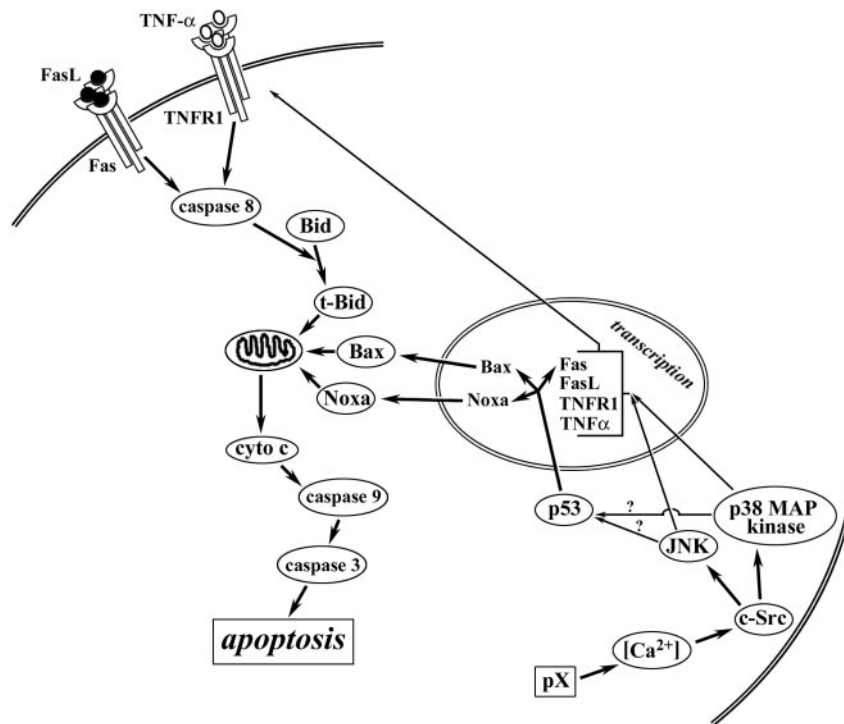 TNF-α
FasL
TNFR1
Fas
caspase 8
Bid
t-Bid
transcription
Bax
Bax
Fas
FasL
TNFR1
TNFα
Noxa
Noxa
cyto c
caspase 9
p53
?
?
p38 MAP
kinase
JNK
caspase 3
c-Src
apoptosis
[Ca²⁺]
pX